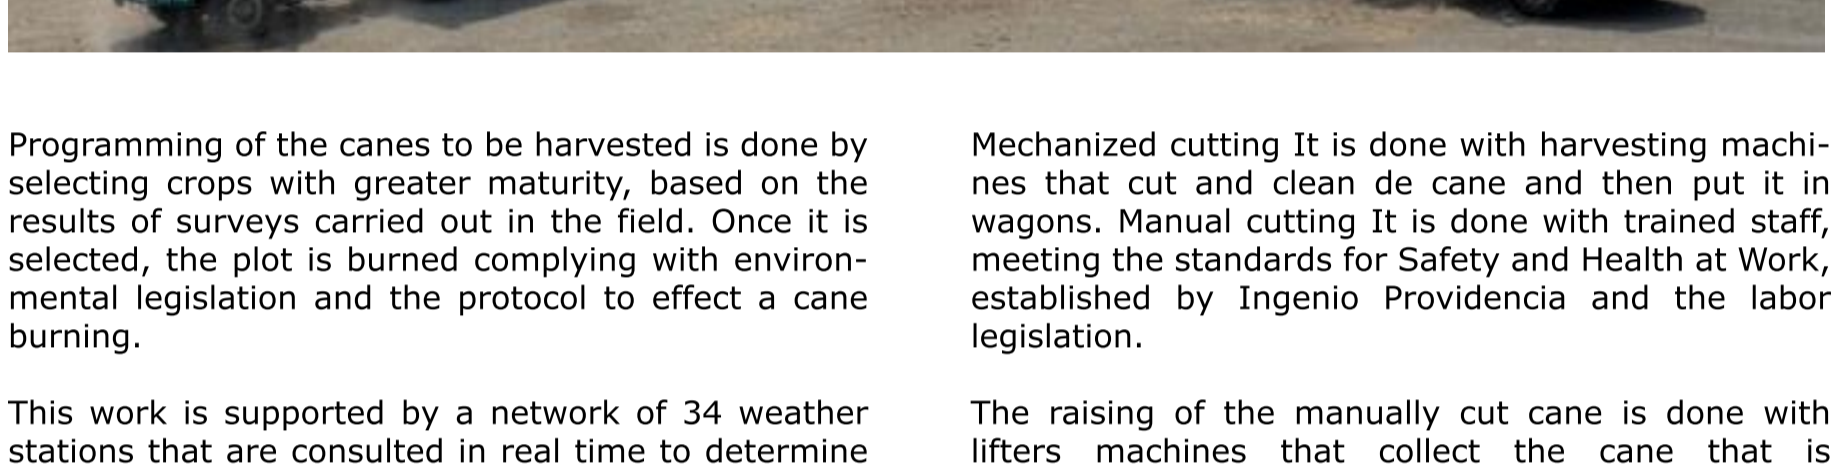 Programming of the canes to be harvested is done by
selecting crops with greater maturity, based on the
results of surveys carried out in the field. Once it is
selected, the plot is burned complying with environ-
mental legislation and the protocol to effect a cane
burning.
This work is supported by a network of 34 weather
stations that are consulted in real time to determine
Mechanized cutting It is done with harvesting machi-
nes that cut and clean de cane and then put it in
wagons. Manual cutting It is done with trained staff,
meeting the standards for Safety and Health at Work,
established by Ingenio Providencia and the labor
legislation.
The raising of the manually cut cane is done with
lifters machines that collect the cane that is